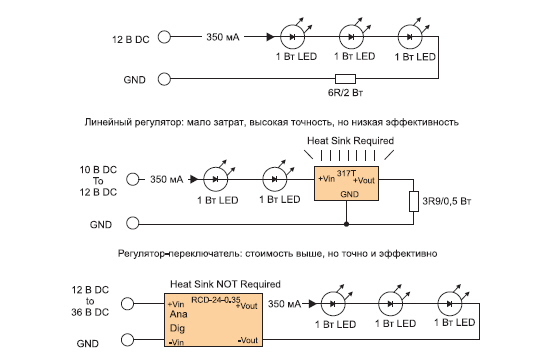 12 В DC
350 мА
1 Вт LED
1 Вт LED
1 Вт LED
GND
6R/2 Вт
Линейный регулятор: мало затрат, высокая точность, но низкая эффективность
Heat Sink Required
10 В DC
To
12 В DC
350 мА
1 Вт LED
1 Вт LED
317T
+Vin
+Vout
GND
3R9/0,5 Вт
GND
Регулятор-переключатель: стоимость выше, но точно и эффективно
Heat Sink NOT Required
12 В DC
to
36 В DC
RCD-24-0.35
+Vin
+Vout
Ana
Dig
-Vin
-Vout
350 мА
1 Вт LED
1 Вт LED
1 Вт LED
GND